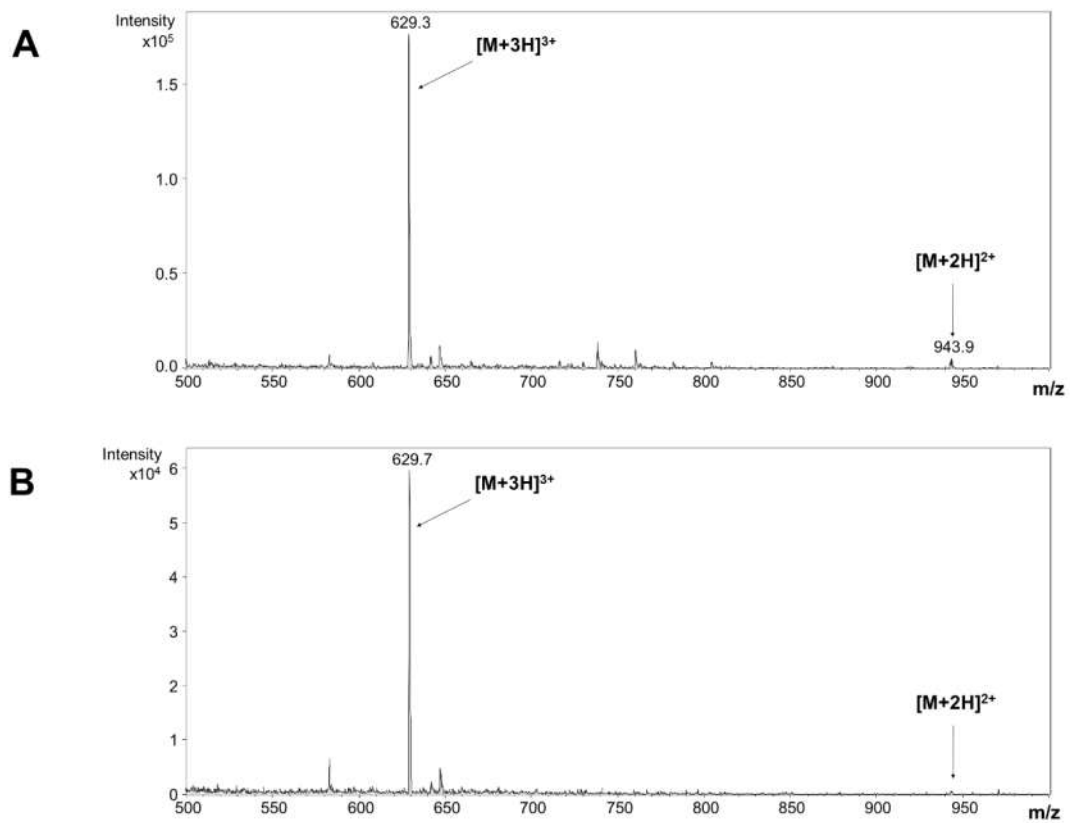 A
Intensity
x10⁵
629.3
[M+3H]³⁺
1.5
1.0
[M+2H]²⁺
0.5
943.9
0.0
500 550 600 650 700 750 800 850 900 950
m/z
B
Intensity
x10⁴
629.7
6
[M+3H]³⁺
5
4
3
2
[M+2H]²⁺
1
0
500 550 600 650 700 750 800 850 900 950
m/z